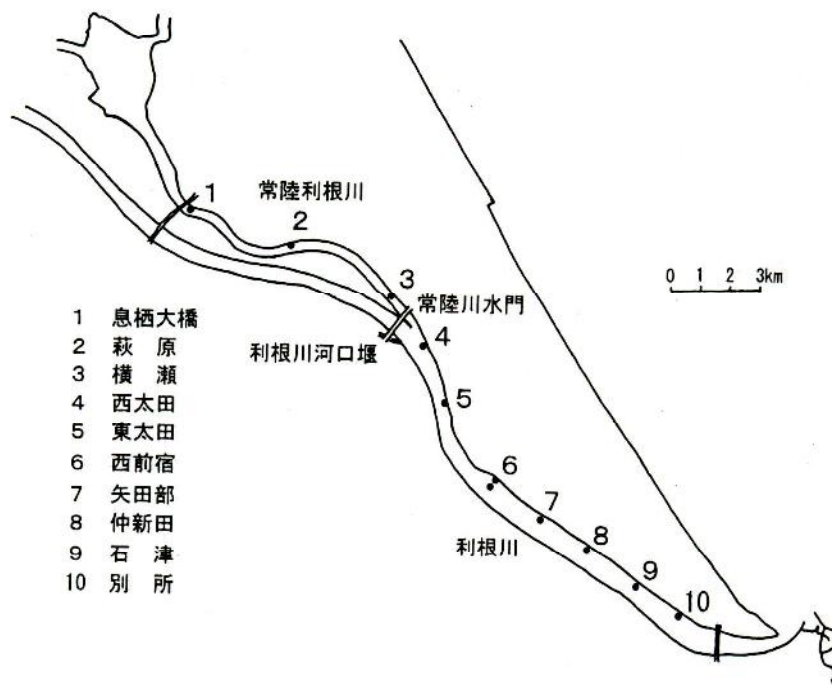 1
常陸利根川
2
3
常陸川水門
4
利根川河口堰
5
6
7
8
利根川
9
10
0 1 2 3km
1 息栖大橋
2 萩 原
3 横 瀬
4 西太田
5 東太田
6 西前宿
7 矢田部
8 仲新田
9 石 津
10 別 所